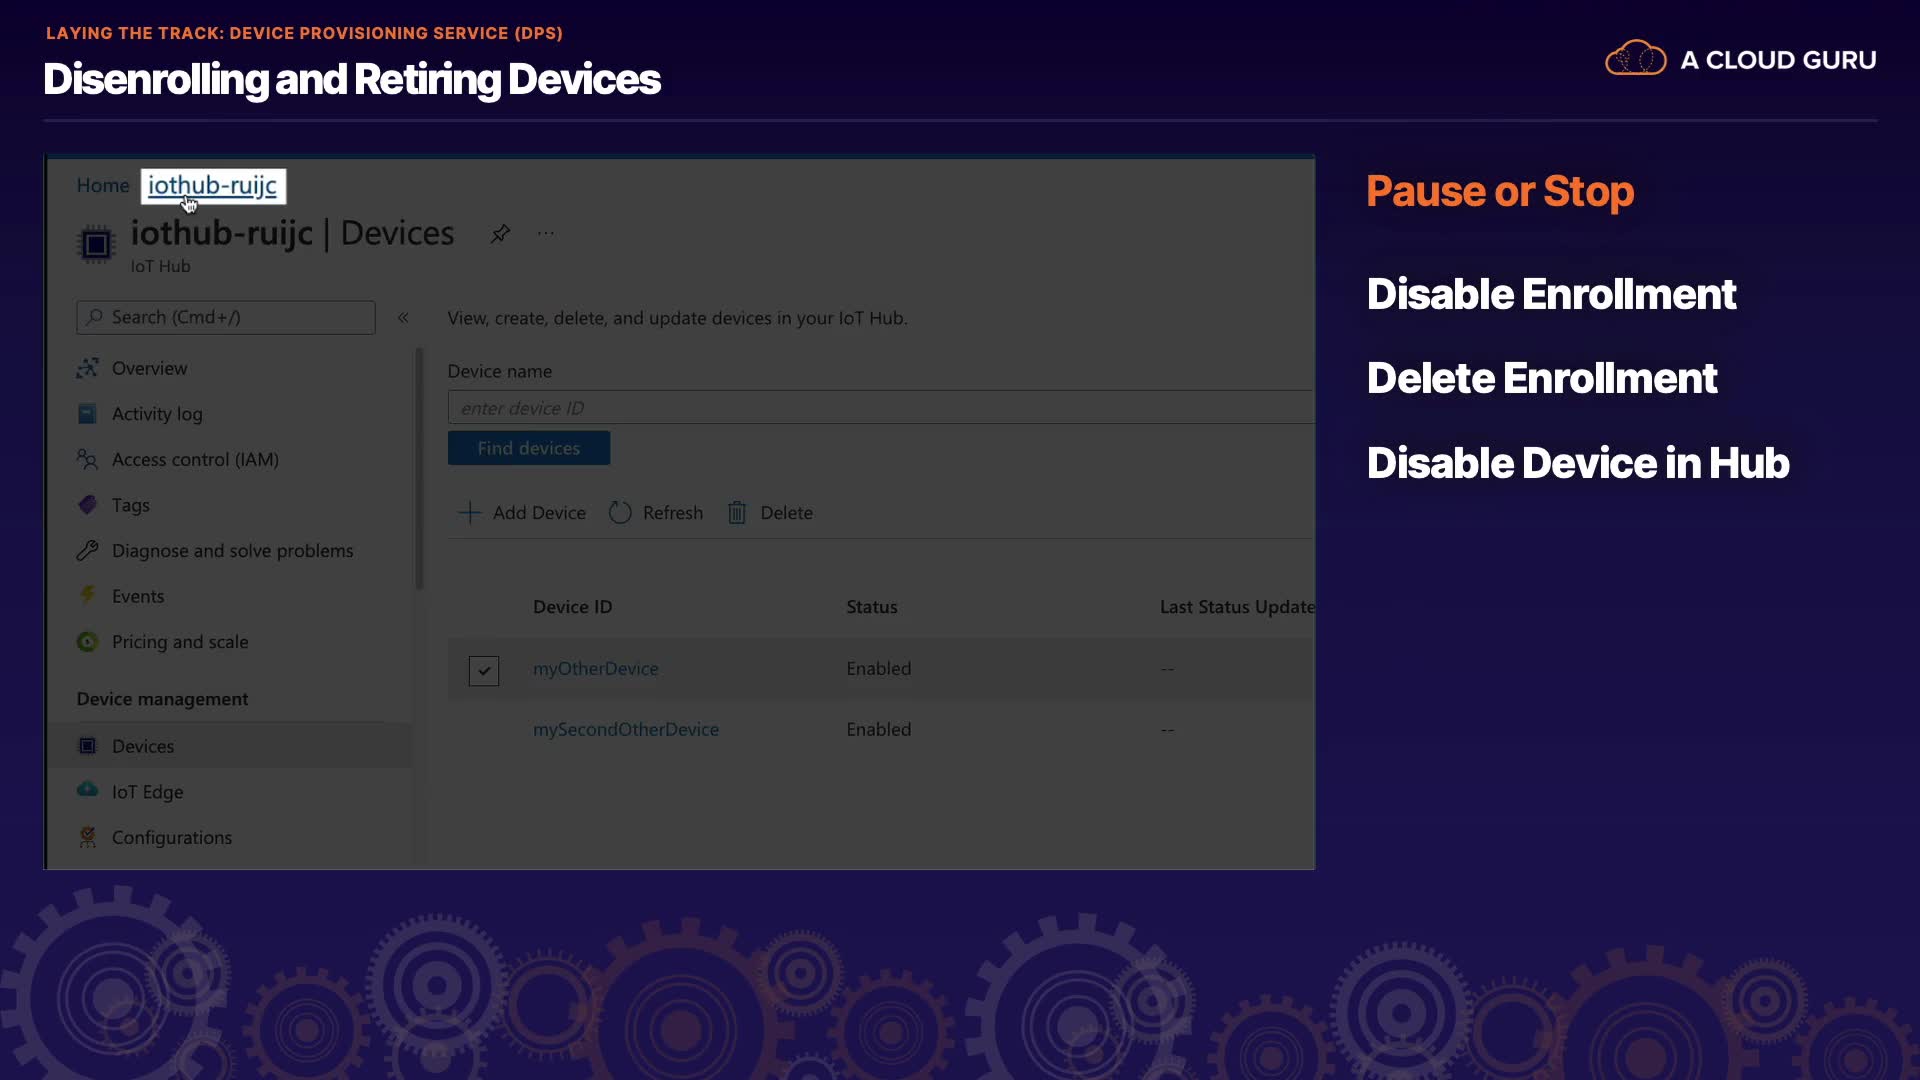 LAYING THE TRACK: DEVICE PROVISIONING SERVICE (DPS)
Disenrolling and Retiring Devices
A CLOUD GURU
Home iothub-ruijc
iothub-ruijc | Devices ...
IoT Hub
Search (Cmd+/) «
Overview
Activity log
Access control (IAM)
Tags
Diagnose and solve problems
Events
Pricing and scale
Device management
Devices
IoT Edge
Configurations
View, create, delete, and update devices in your IoT Hub.
Device name
enter device ID
Find devices
Add Device Refresh Delete
Device ID Status Last Status Update
myOtherDevice Enabled --
mySecondOtherDevice Enabled --
Pause or Stop
Disable Enrollment
Delete Enrollment
Disable Device in Hub